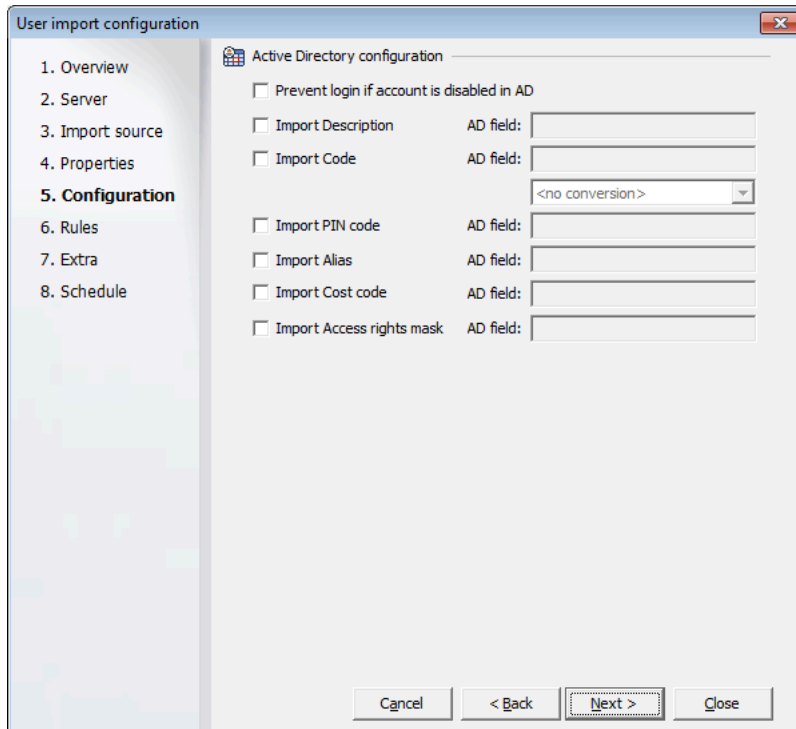 User import configuration
1. Overview
2. Server
3. Import source
4. Properties
5. Configuration
6. Rules
7. Extra
8. Schedule
Active Directory configuration
Prevent login if account is disabled in AD
Import Description AD field:
Import Code AD field:
<no conversion>
Import PIN code AD field:
Import Alias AD field:
Import Cost code AD field:
Import Access rights mask AD field:
Cancel < Back Next > Close